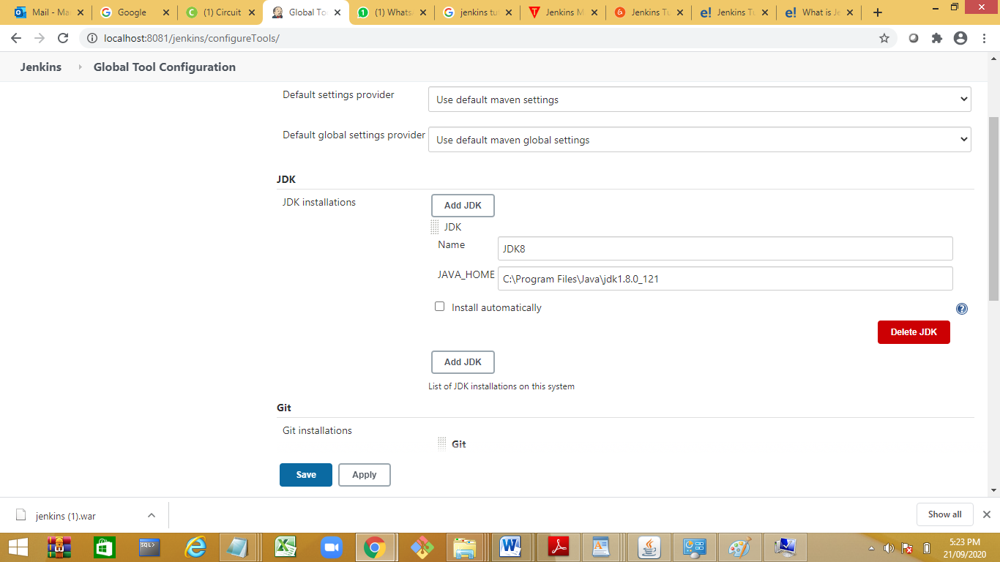 Mail - Ma
Google
(1) Circuit
Global To
(1) Whats
jenkins tu
Jenkins M
Jenkins Tu
Jenkins Tu
What is Je
localhost:8081/jenkins/configureTools/
Jenkins Global Tool Configuration
Default settings provider
Use default maven settings
Default global settings provider
Use default maven global settings
JDK
JDK installations
Add JDK
JDK
Name
JDK8
JAVA_HOME
C:\Program Files\Java\jdk1.8.0_121
Install automatically
Delete JDK
Add JDK
List of JDK installations on this system
Git
Git installations
Git
Save
Apply
jenkins (1).war
Show all
5:23 PM
21/09/2020